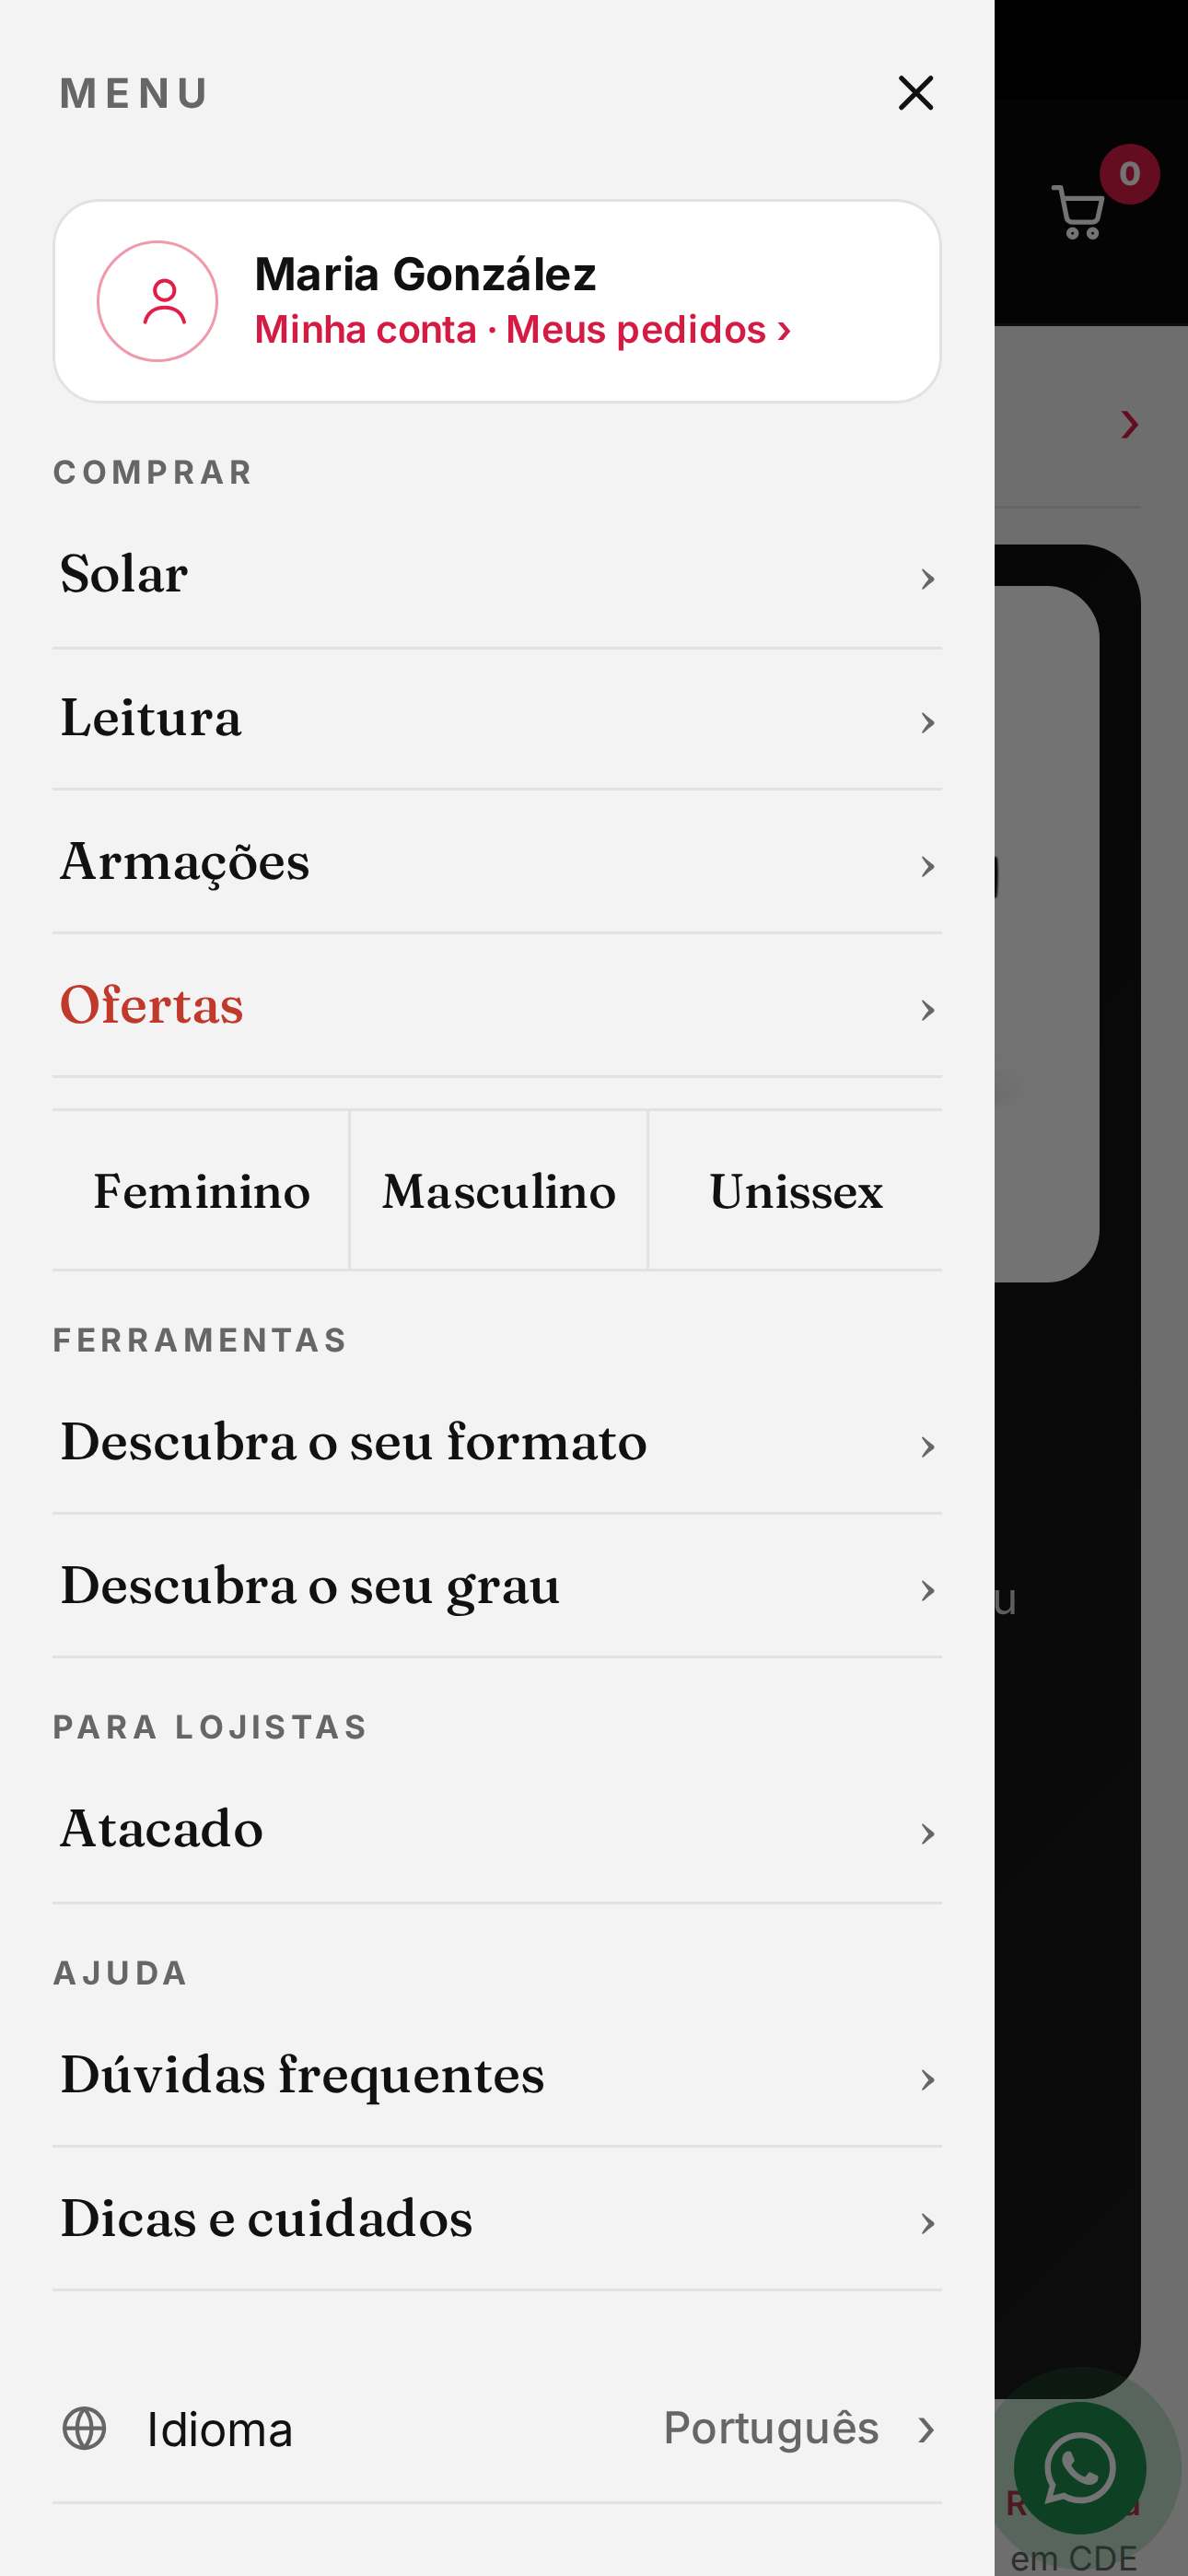 MENU
0
Maria González
Minha conta · Meus pedidos ›
COMPRAR
Solar
Leitura
Armações
Ofertas
Feminino Masculino Unissex
FERRAMENTAS
Descubra o seu formato
Descubra o seu grau
u
PARA LOJISTAS
Atacado
AJUDA
Dúvidas frequentes
Dicas e cuidados
Idioma Português
em CDE